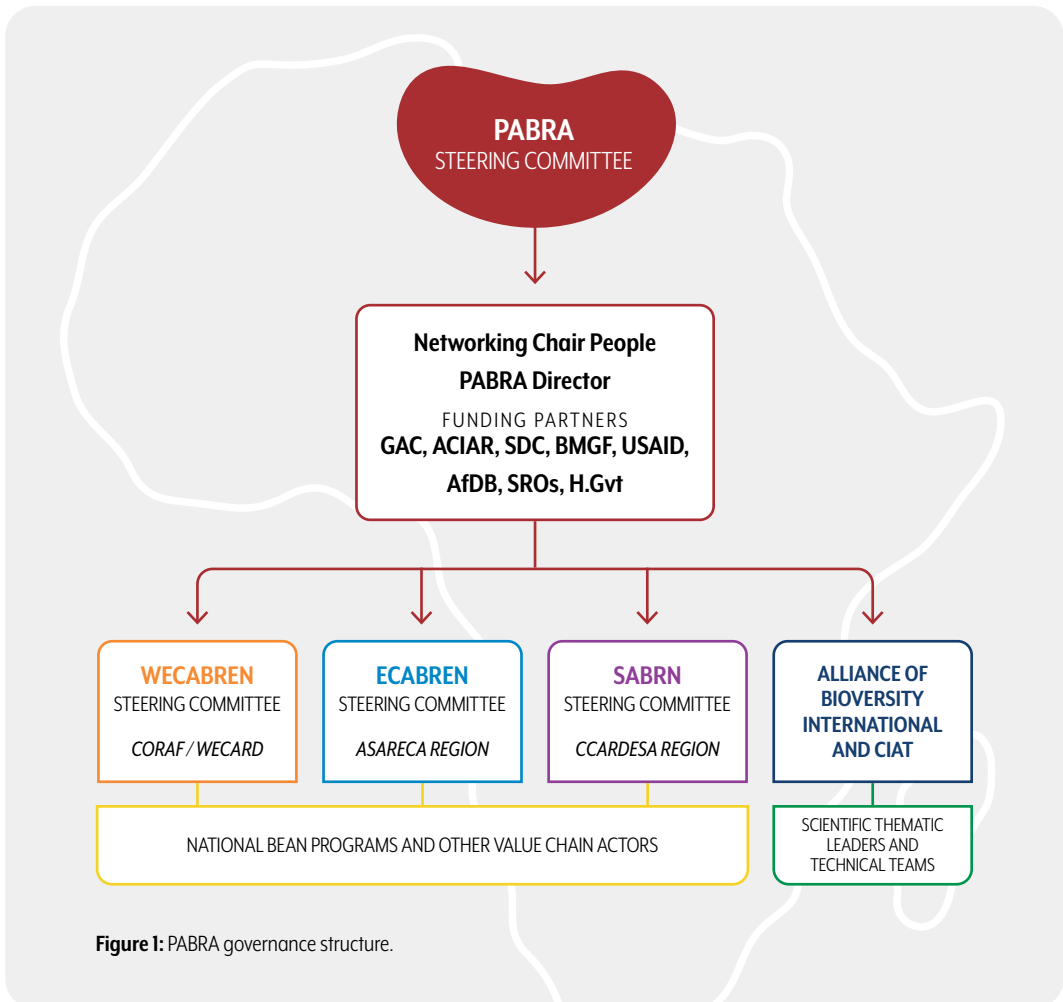 PABRA
STEERING COMMITTEE
Networking Chair People
PABRA Director
FUNDING PARTNERS
GAC, ACIAR, SDC, BMGF, USAID,
AfDB, SROs, H.Gvt
WECABREN
STEERING COMMITTEE
CORAF / WECARD
ECABREN
STEERING COMMITTEE
ASARECA REGION
SABRN
STEERING COMMITTEE
CCARDESA REGION
ALLIANCE OF
BIOVERSITY
INTERNATIONAL
AND CIAT
NATIONAL BEAN PROGRAMS AND OTHER VALUE CHAIN ACTORS
SCIENTIFIC THEMATIC
LEADERS AND
TECHNICAL TEAMS
Figure 1: PABRA governance structure.